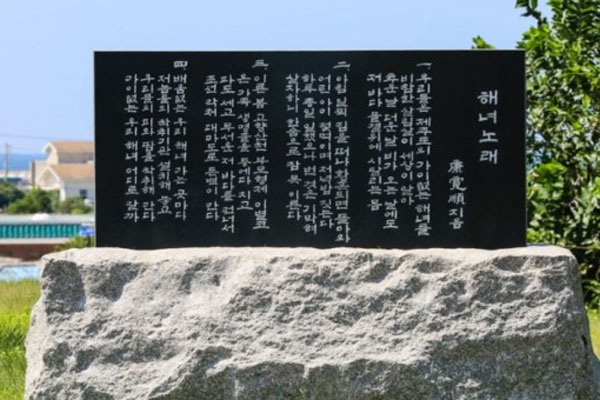 해녀노래
康寬順 지음
一. 우리들은 제주도의 가이없는 해녀들
비참한 살림살이 세상이 알아
추운 날 더운 날 비가 오는 날에도
저 바다 물결 위에 시달리는 몸
二. 아침 일찍 집을 떠나 황혼되면 돌아와
어린 아이 젖먹이며 저녁밥 짓는다
하루 종일 일했으나 번 것은 기막혀
살자하니 한숨으로 잠 못 이룬다
三. 이른 봄 고향산천 부모형제 이별코
온 가족 생명줄을 등에다 지고
파도 세고 무서운 저 바다를 건너서
조선 각처 대마도로 돈벌이 간다
四. 배움없는 우리 해녀 가는 곳마다
저놈들의 착취기관 설치해 놓고
우리들의 피와 땀을 착취해 간다
가이없는 우리 해녀 어디로 갈까